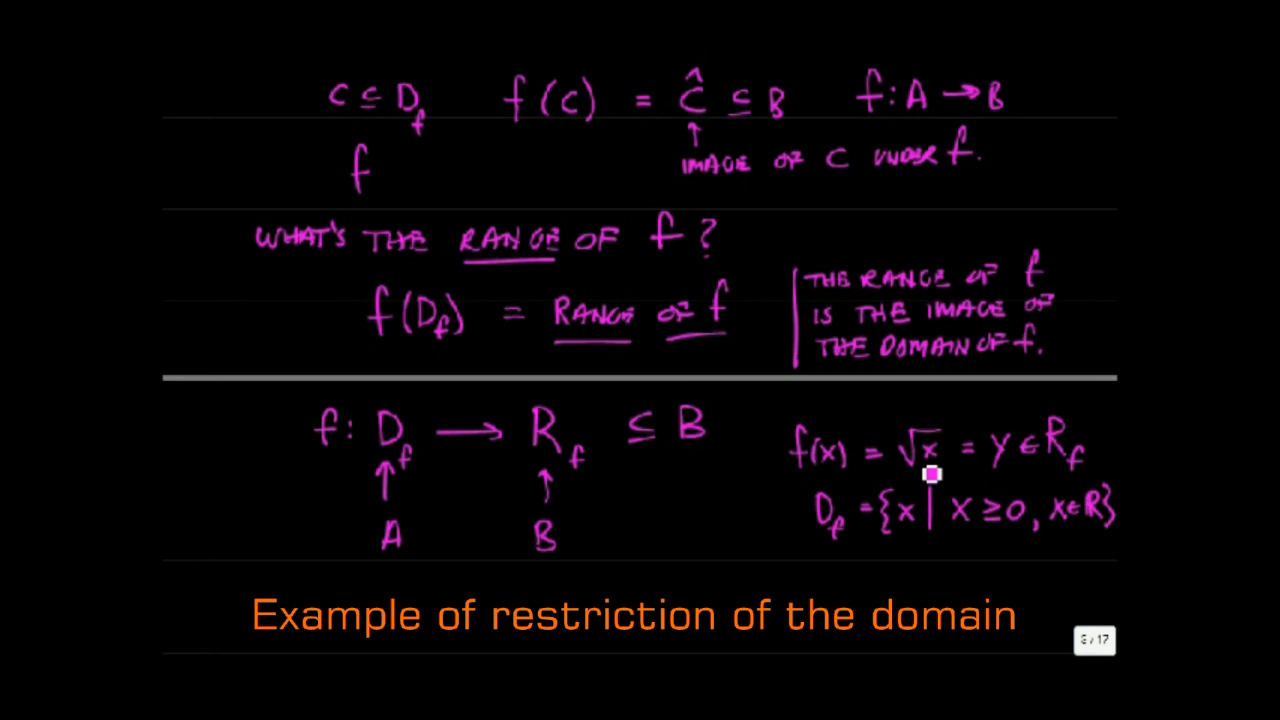 C ⊆ D_f f(C) = Ĉ ⊆ B f: A → B
↑
f IMAGE OF C UNDER f.
WHAT'S THE RANGE OF f?
f(D_f) = RANGE OF f
THE RANGE OF f
IS THE IMAGE OF
THE DOMAIN OF f.
f: D_f → R_f ⊆ B
↑ ↑
A B
f(x) = √x = y ∈ R_f
D_f = {x | x ≥ 0, x ∈ R}
Example of restriction of the domain